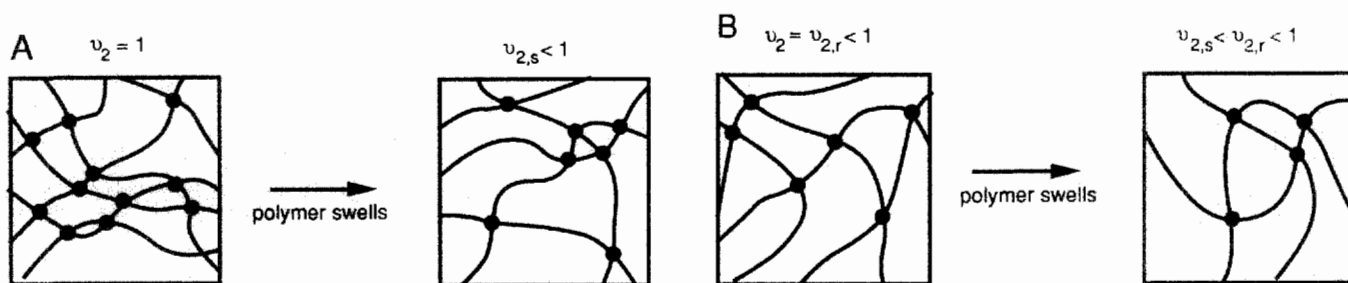 A
υ₂ = 1
υ₂,ₛ < 1
B
υ₂ = υ₂,ᵣ < 1
υ₂,ₛ < υ₂,ᵣ < 1
polymer swells
polymer swells